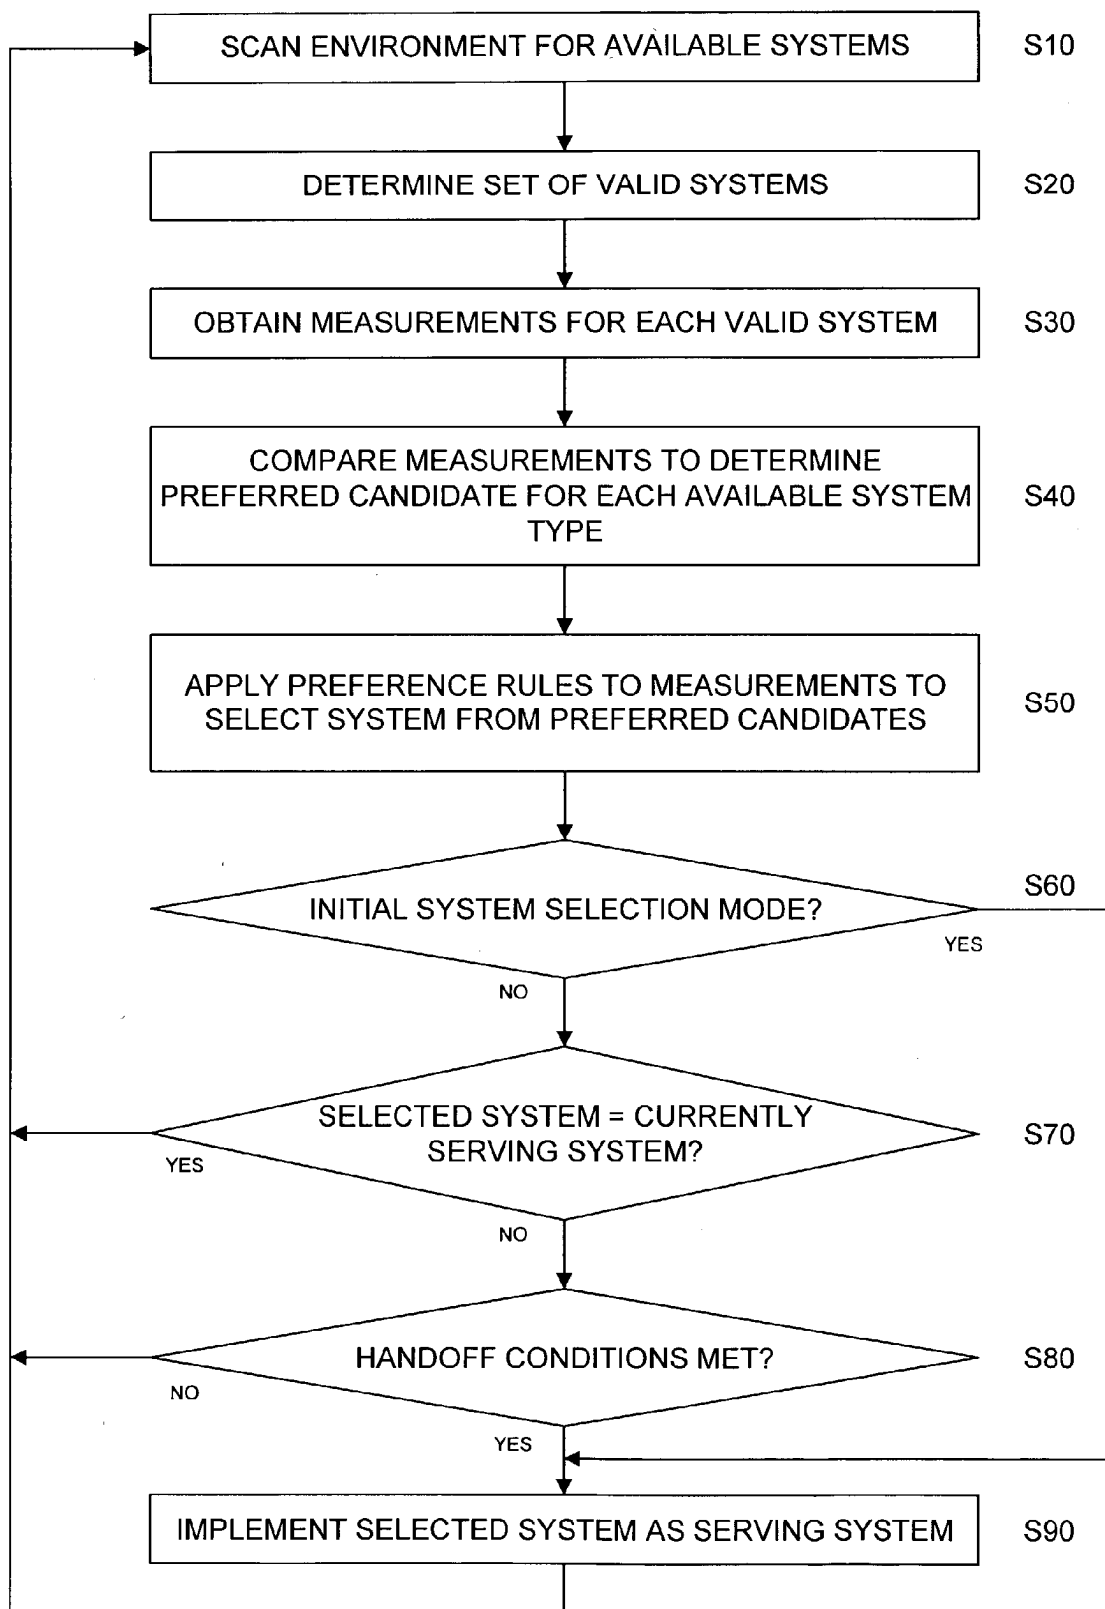 SCAN ENVIRONMENT FOR AVAILABLE SYSTEMS
S10
DETERMINE SET OF VALID SYSTEMS
S20
OBTAIN MEASUREMENTS FOR EACH VALID SYSTEM
S30
COMPARE MEASUREMENTS TO DETERMINE
PREFERRED CANDIDATE FOR EACH AVAILABLE SYSTEM
TYPE
S40
APPLY PREFERENCE RULES TO MEASUREMENTS TO
SELECT SYSTEM FROM PREFERRED CANDIDATES
S50
INITIAL SYSTEM SELECTION MODE?
S60
YES
NO
SELECTED SYSTEM = CURRENTLY
SERVING SYSTEM?
S70
YES
NO
HANDOFF CONDITIONS MET?
S80
NO
YES
IMPLEMENT SELECTED SYSTEM AS SERVING SYSTEM
S90